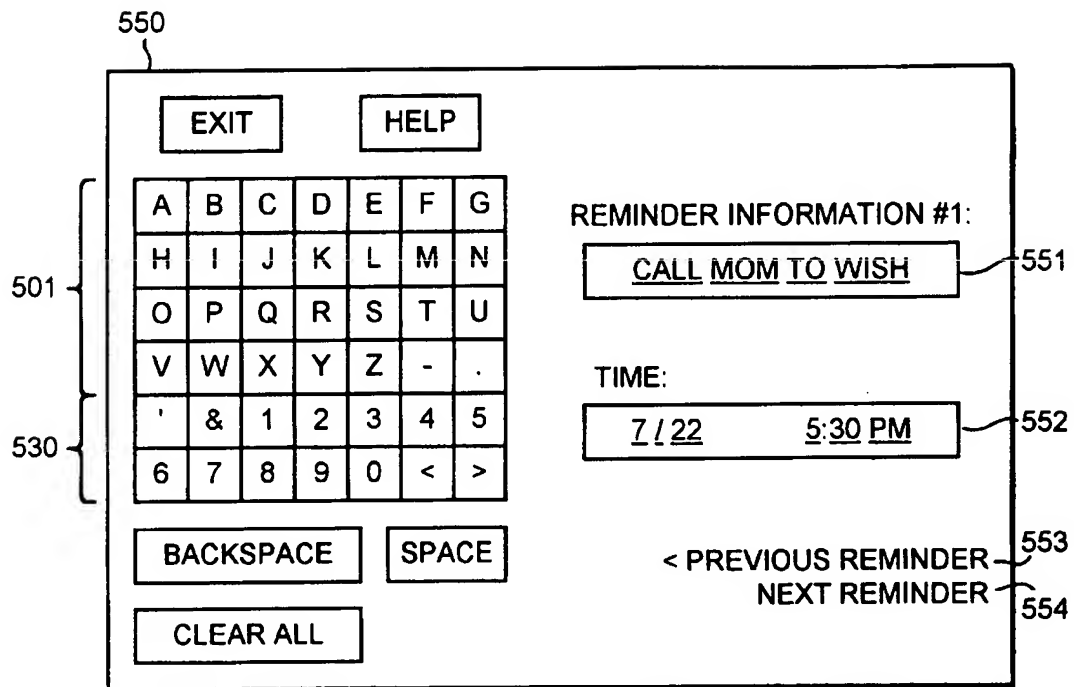 550
EXIT HELP
A B C D E F G
H I J K L M N
O P Q R S T U
V W X Y Z - .
' & 1 2 3 4 5
6 7 8 9 0 < >
501
530
BACKSPACE SPACE
CLEAR ALL
REMINDER INFORMATION #1:
CALL MOM TO WISH
551
TIME:
7 / 22 5:30 PM
552
< PREVIOUS REMINDER
553
NEXT REMINDER
554